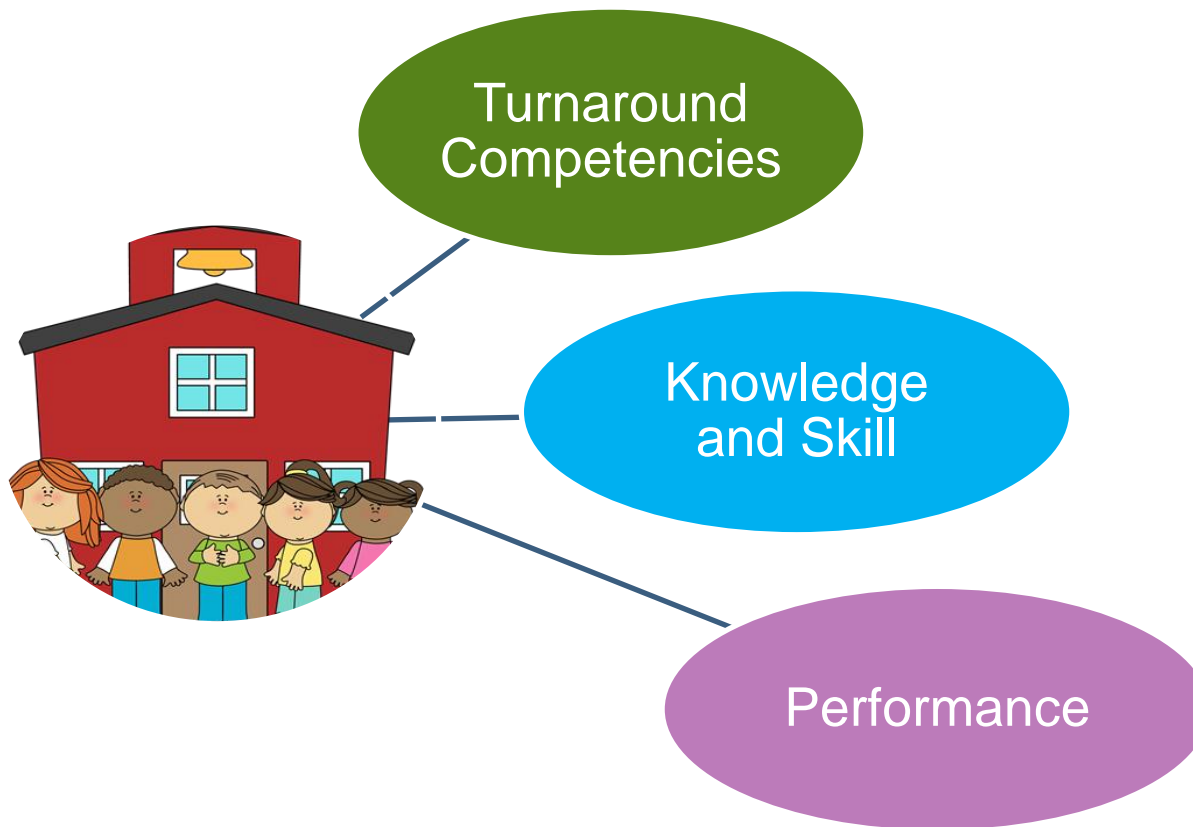 Turnaround
Competencies
Knowledge
and Skill
Performance